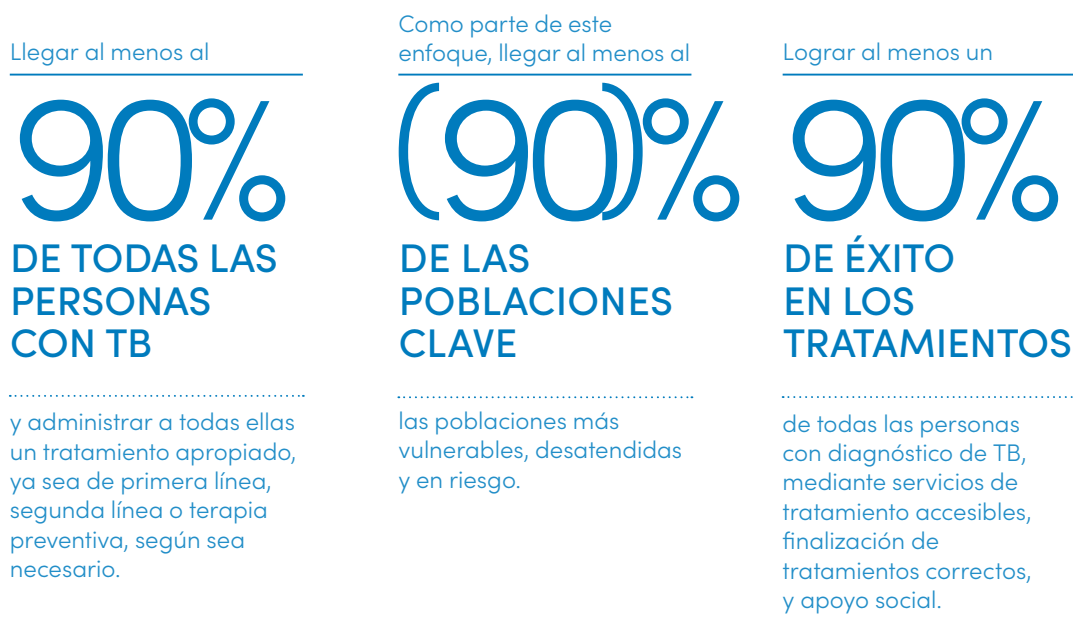 Llegar al menos al
90%
DE TODAS LAS
PERSONAS
CON TB
y administrar a todas ellas
un tratamiento apropiado,
ya sea de primera línea,
segunda línea o terapia
preventiva, según sea
necesario.
Como parte de este
enfoque, llegar al menos al
(90)%
DE LAS
POBLACIONES
CLAVE
las poblaciones más
vulnerables, desatendidas
y en riesgo.
Lograr al menos un
90%
DE ÉXITO
EN LOS
TRATAMIENTOS
de todas las personas
con diagnóstico de TB,
mediante servicios de
tratamiento accesibles,
finalización de
tratamientos correctos,
y apoyo social.